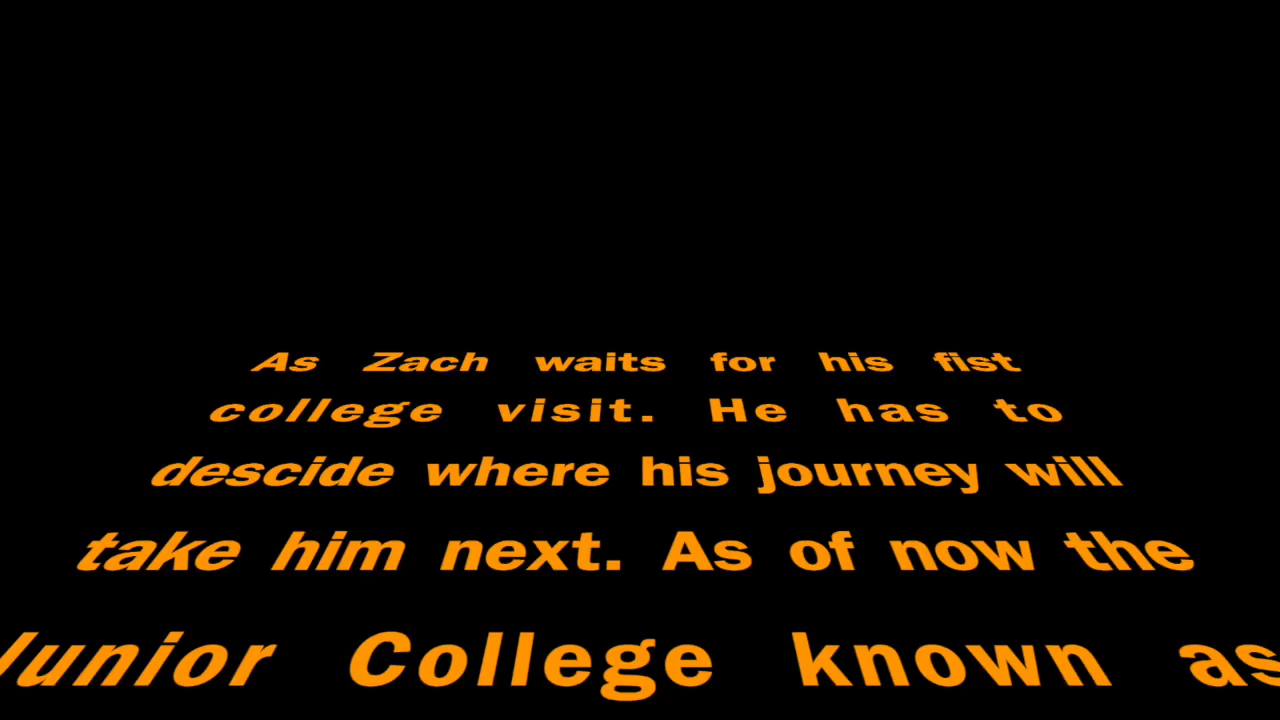 As Zach waits for his fist
college visit. He has to
descide where his journey will
take him next. As of now the
Junior College known as